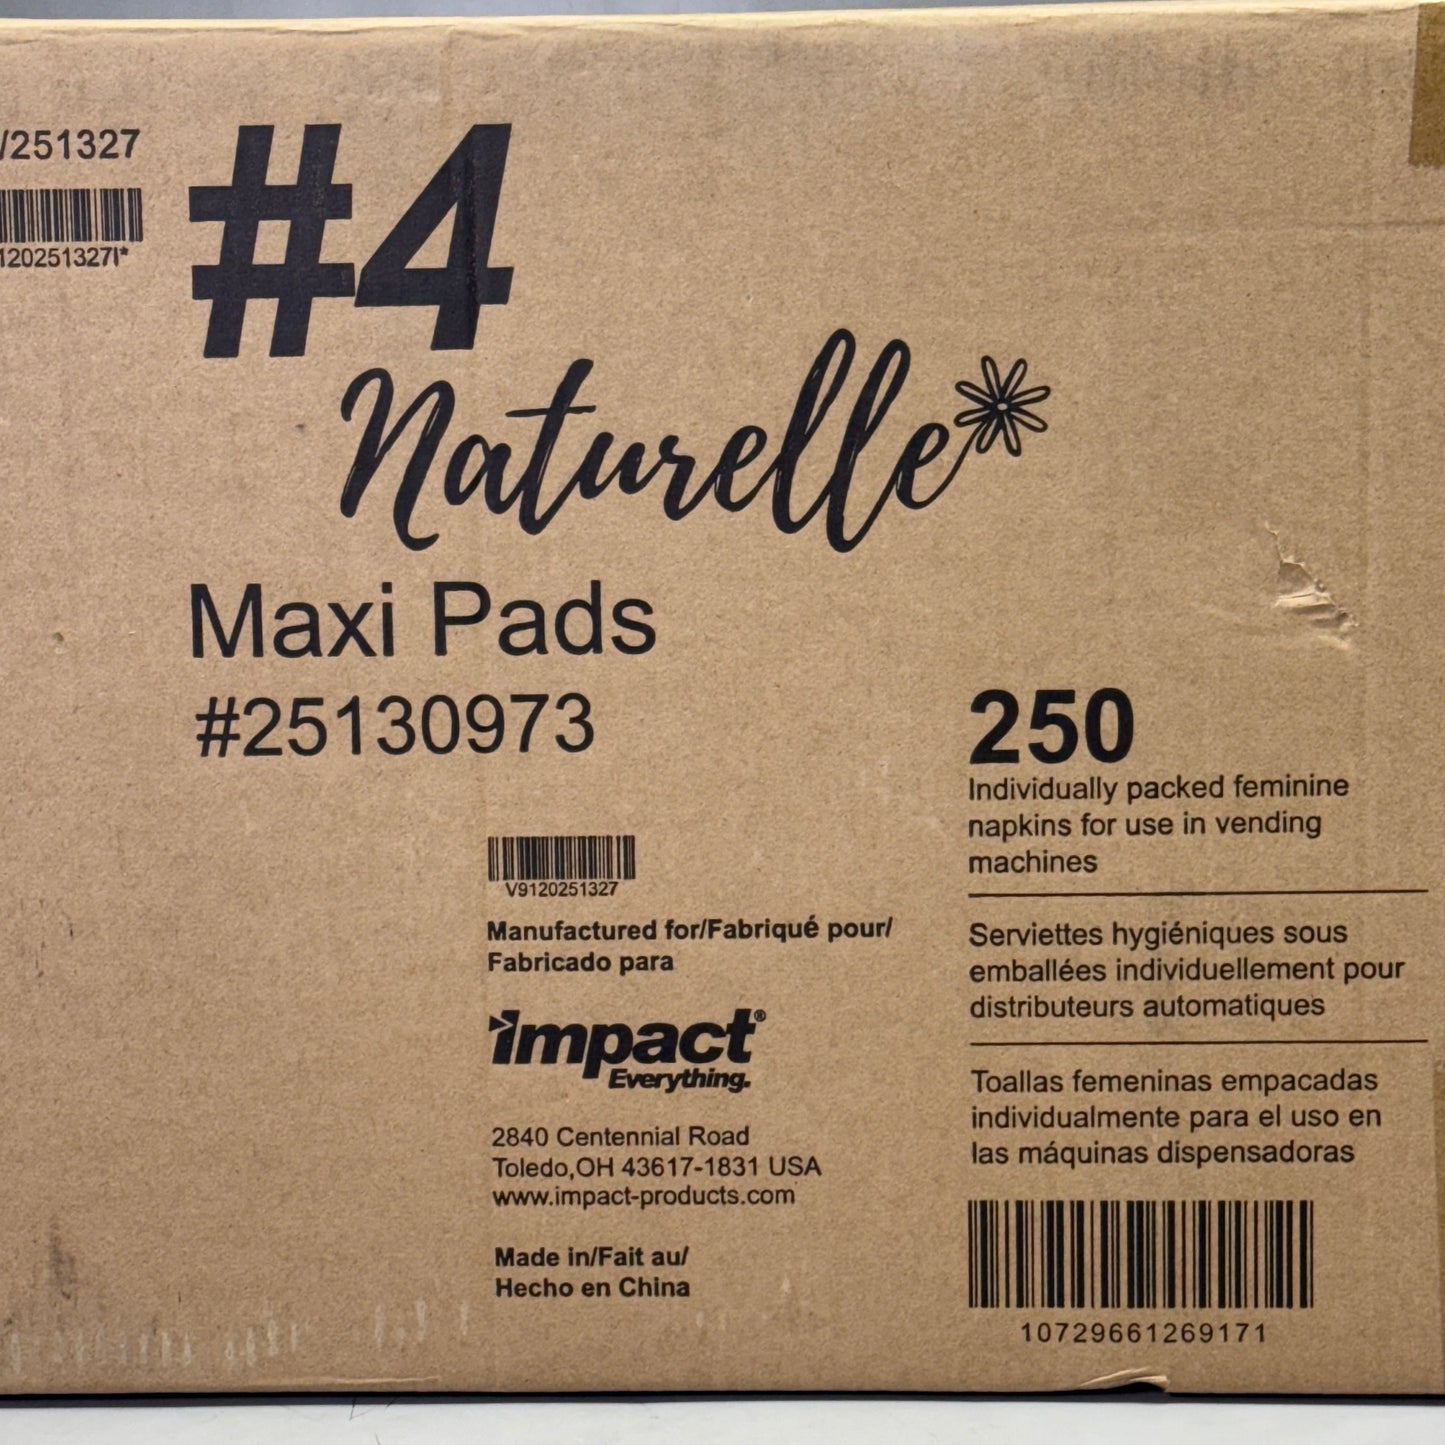 /251327
120251327I*
#4
Naturelle
Maxi Pads
#25130973
V9120251327
Manufactured for/Fabriqué pour/
Fabricado para
impact®
Everything.
2840 Centennial Road
Toledo,OH 43617-1831 USA
www.impact-products.com
Made in/Fait au/
Hecho en China
250
Individually packed feminine
napkins for use in vending
machines
Serviettes hygiéniques sous
emballées individuellement pour
distributeurs automatiques
Toallas femeninas empacadas
individualmente para el uso en
las máquinas dispensadoras
10729661269171